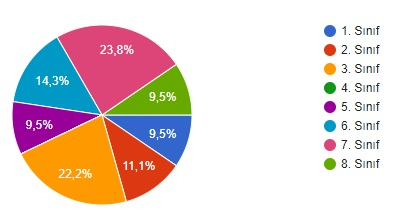 23,8%
14,3%
9,5%
9,5%
9,5%
22,2%
11,1%
1. Sınıf
2. Sınıf
3. Sınıf
4. Sınıf
5. Sınıf
6. Sınıf
7. Sınıf
8. Sınıf